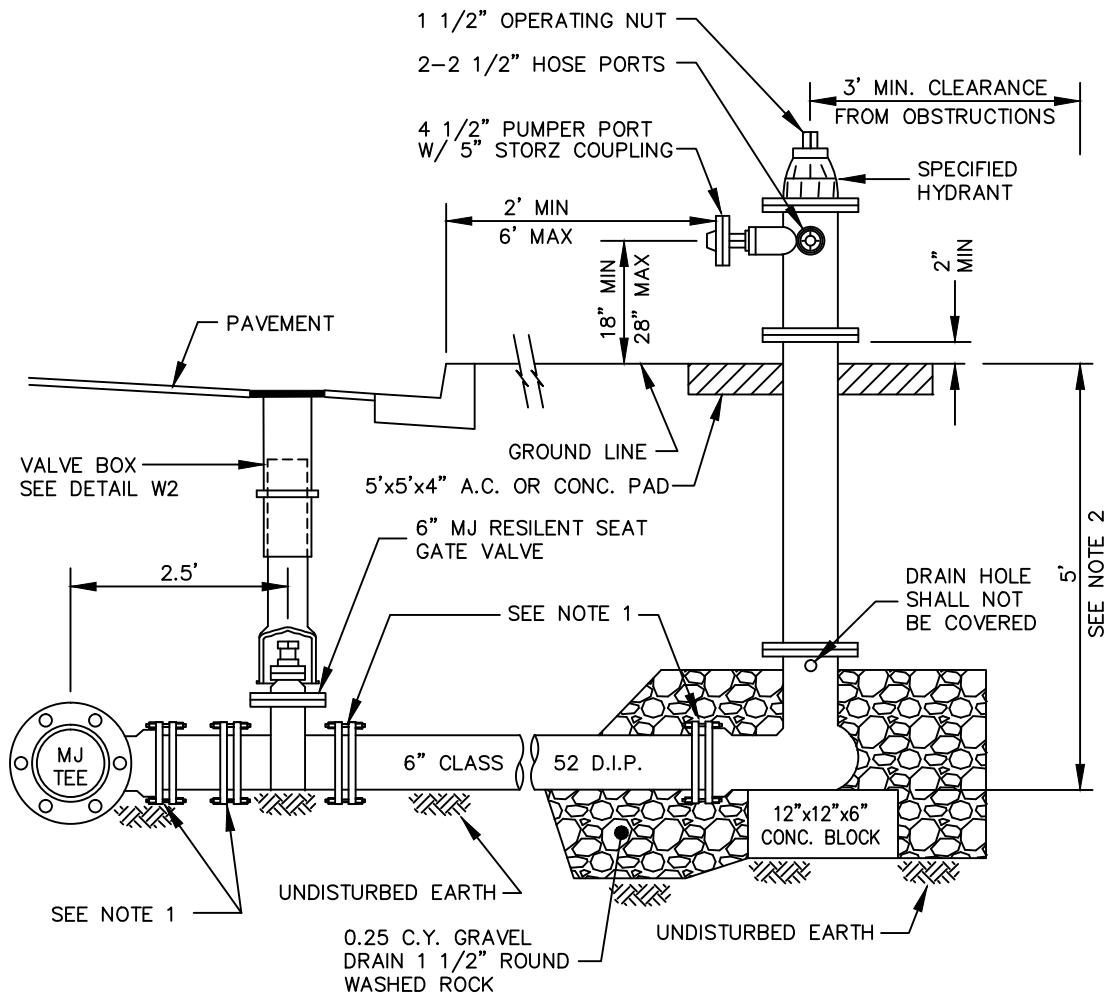 1 1/2” OPERATING NUT
2–2 1/2” HOSE PORTS
4 1/2” PUMPER PORT
W/ 5” STORZ COUPLING
3’ MIN. CLEARANCE
FROM OBSTRUCTIONS
SPECIFIED
HYDRANT
2’ MIN
6’ MAX
18” MIN
28” MAX
2”
MIN
PAVEMENT
GROUND LINE
VALVE BOX
SEE DETAIL W2
5’x5’x4” A.C. OR CONC. PAD
6” MJ RESILENT SEAT
GATE VALVE
2.5’
SEE NOTE 1
DRAIN HOLE
SHALL NOT
BE COVERED
5’
SEE NOTE 2
MJ
TEE
6” CLASS 52 D.I.P.
12”x12”x6”
CONC. BLOCK
SEE NOTE 1
UNDISTURBED EARTH
0.25 C.Y. GRAVEL
DRAIN 1 1/2” ROUND
WASHED ROCK
UNDISTURBED EARTH